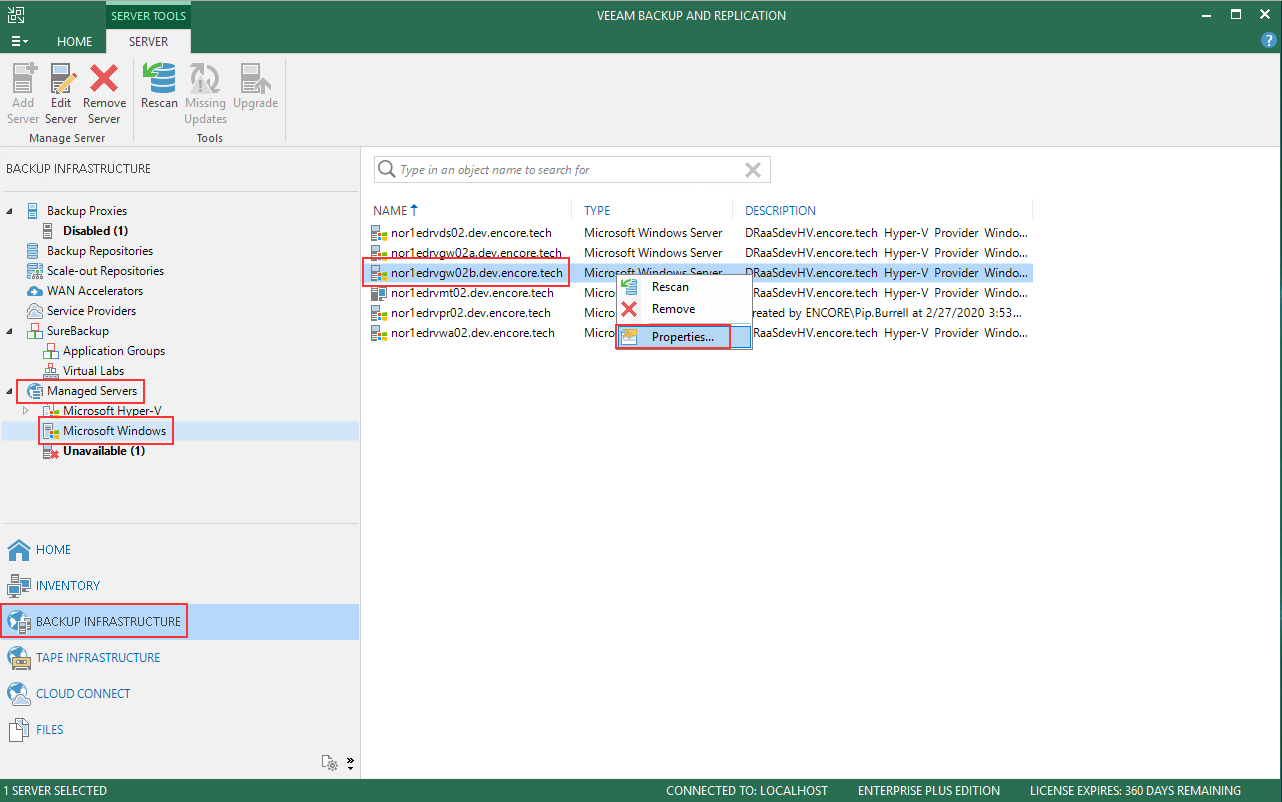 SERVER TOOLS
VEEAM BACKUP AND REPLICATION
HOME
SERVER
?
Add Server
Edit Server
Remove Server
Manage Server
Rescan
Missing Updates
Upgrade
Tools
BACKUP INFRASTRUCTURE
Backup Proxies
Disabled (1)
Backup Repositories
Scale-out Repositories
WAN Accelerators
Service Providers
SureBackup
Application Groups
Virtual Labs
Managed Servers
Microsoft Hyper-V
Microsoft Windows
Unavailable (1)
HOME
INVENTORY
BACKUP INFRASTRUCTURE
TAPE INFRASTRUCTURE
CLOUD CONNECT
FILES
Type in an object name to search for
NAME TYPE DESCRIPTION
nor1edrvds02.dev.encore.tech Microsoft Windows Server DRaaSdevHV.encore.tech Hyper-V Provider Windo...
nor1edrvgw02a.dev.encore.tech Microsoft Windows Server DRaaSdevHV.encore.tech Hyper-V Provider Windo...
nor1edrvgw02b.dev.encore.tech Microsoft Windows Server DRaaSdevHV.encore.tech Hyper-V Provider Windo...
nor1edrvmt02.dev.encore.tech Micro RaaSdevHV.encore.tech Hyper-V Provider Windo...
nor1edrvpr02.dev.encore.tech Micro reated by ENCORE\Pip.Burrell at 2/27/2020 3:53...
nor1edrvwa02.dev.encore.tech Micro RaaSdevHV.encore.tech Hyper-V Provider Windo...
Rescan
Remove
Properties...
1 SERVER SELECTED
CONNECTED TO: LOCALHOST
ENTERPRISE PLUS EDITION
LICENSE EXPIRES: 360 DAYS REMAINING